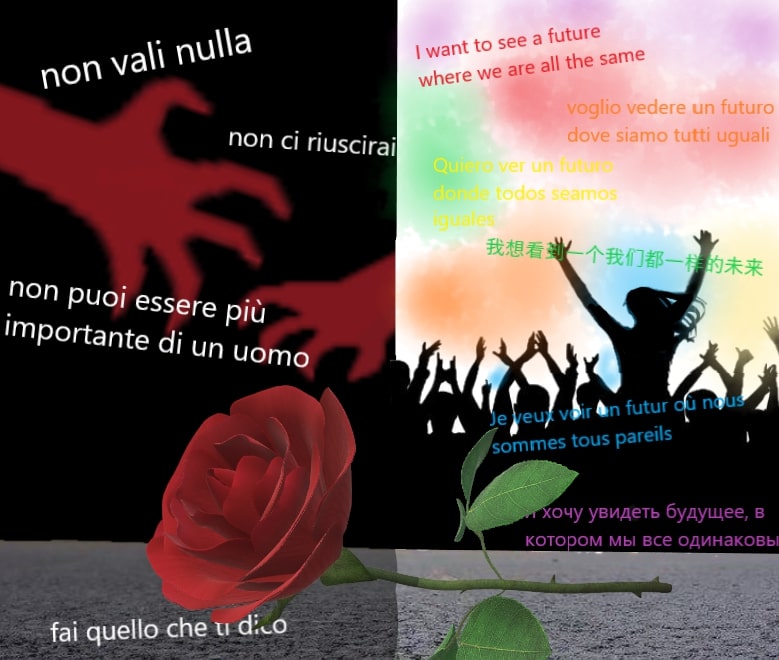 non vali nulla
non ci riuscirai
non puoi essere più
importante di un uomo
fai quello che ti dico
I want to see a future
where we are all the same
voglio vedere un futuro
dove siamo tutti uguali
Quiero ver un futuro
donde todos seamos
iguales
我想看到一个我们都一样的未来
Je veux voir un futur où nous
sommes tous pareils
хочу увидеть будущее, в
котором мы все одинаковы